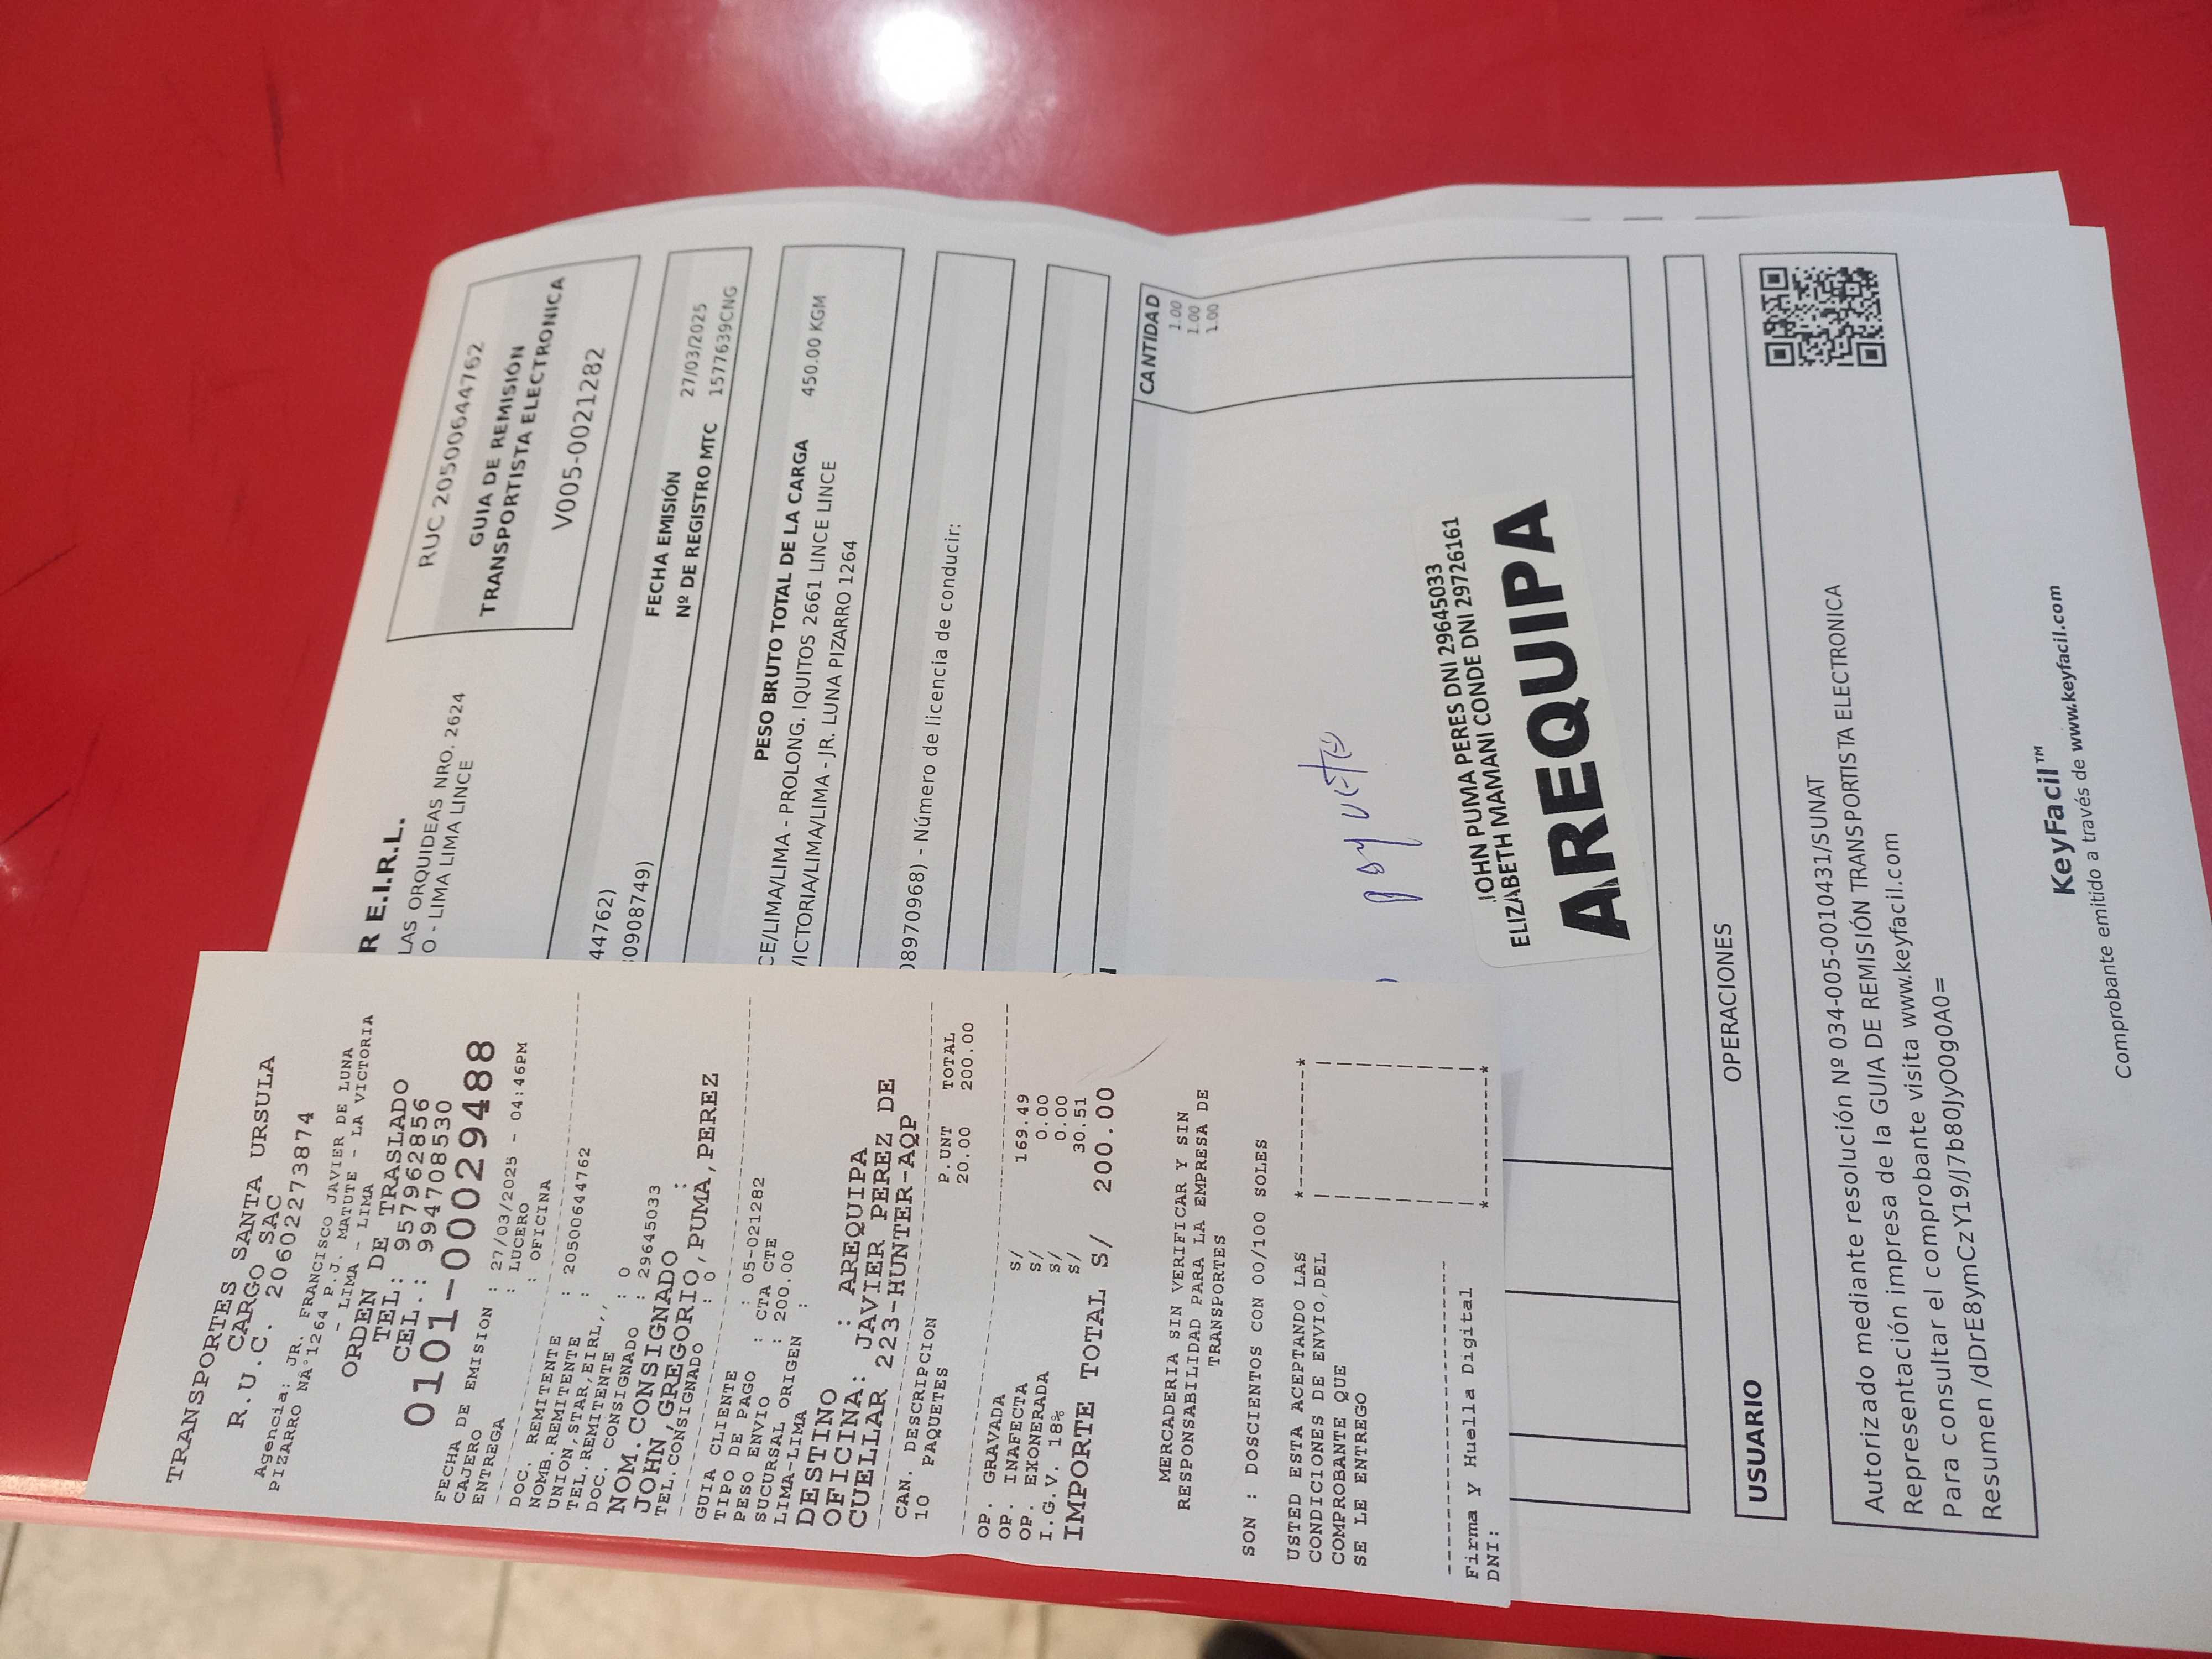 TRANSPORTES SANTA URSULA
CARGO SAC
R.U.C. 20602273874
Agencia: JR. FRANCISCO JAVIER DE LUNA
PIZARRO Nº1264 P.J. MATUTE - LA VICTORIA
- LIMA - LIMA
ORDEN DE TRASLADO
TEL: 957962856
CEL.: 994708530
0101-00029488
FECHA DE EMISION : 27/03/2025 - 04:46PM
CAJERO : LUCERO
ENTREGA : OFICINA
DOC. REMITENTE : 20500644762
NOMB.REMITENTE :
UNION,STAR,EIRL,,
TEL.REMITENTE : 0
DOC. CONSIGNADO : 29645033
NOM.CONSIGNADO :
JOHN,GREGORIO,PUMA,PEREZ
TEL.CONSIGNADO : 0
GUIA CLIENTE : 05-021282
TIPO DE PAGO : CTA CTE
PESO ENVIO : 200.00
SUCURSAL ORIGEN :
LIMA-LIMA
DESTINO : AREQUIPA
OFICINA: JAVIER PEREZ DE
CUELLAR 223-HUNTER-AQP
CAN. DESCRIPCION P.UNT TOTAL
10 PAQUETES 20.00 200.00
OP. GRAVADA S/ 169.49
OP. INAFECTA S/ 0.00
OP. EXONERADA S/ 0.00
I.G.V. 18% S/ 30.51
IMPORTE TOTAL S/ 200.00
MERCADERIA SIN VERIFICAR Y SIN
RESPONSABILIDAD PARA LA EMPRESA DE
TRANSPORTES
SON : DOSCIENTOS CON 00/100 SOLES
USTED ESTA ACEPTANDO LAS
CONDICIONES DE ENVIO,DEL
COMPROBANTE QUE
SE LE ENTREGO
Firma y Huella Digital
DNI:
R E.I.R.L.
LAS ORQUIDEAS NRO. 2624
O - LIMA LIMA LINCE
RUC 20500644762
GUIA DE REMISIÓN
TRANSPORTISTA ELECTRONICA
V005-0021282
44762)
FECHA EMISIÓN 27/03/2025
0908749)
Nº DE REGISTRO MTC 1577639CNG
PESO BRUTO TOTAL DE LA CARGA 450.00 KGM
CE/LIMA/LIMA - PROLONG. IQUITOS 2661 LINCE LINCE
VICTORIA/LIMA/LIMA - JR. LUNA PIZARRO 1264
08970968) - Número de licencia de conducir:
CANTIDAD
1.00
1.00
1.00
JOHN PUMA PERES DNI 29645033
ELIZABETH MAMANI CONDE DNI 29726161
AREQUIPA
OPERACIONES
USUARIO
Autorizado mediante resolución Nº 034-005-0010431/SUNAT
Representación impresa de la GUIA DE REMISIÓN TRANSPORTISTA ELECTRONICA
Para consultar el comprobante visita www.keyfacil.com
Resumen /dDrE8ymCzY19/J7b80JyO0g0A0=
KeyFacil™
Comprobante emitido a través de www.keyfacil.com